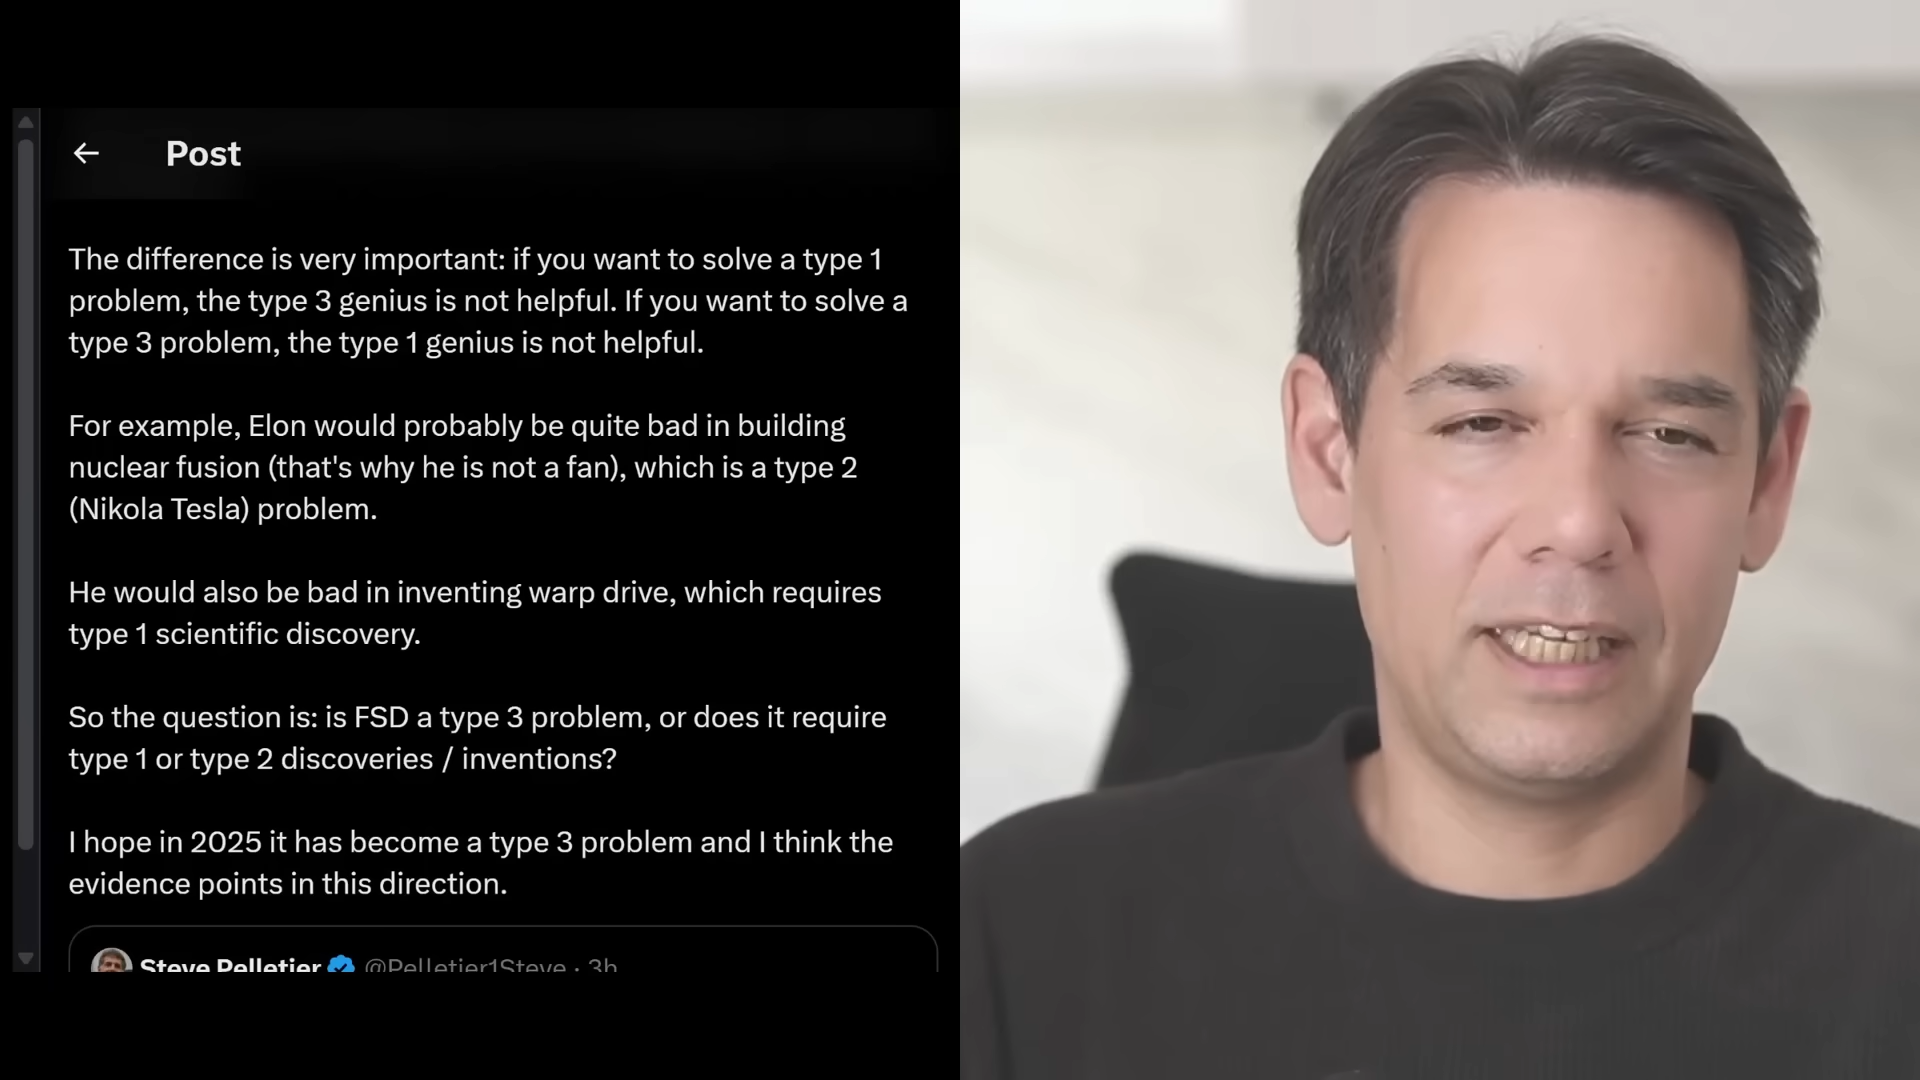 Post
The difference is very important: if you want to solve a type 1
problem, the type 3 genius is not helpful. If you want to solve a
type 3 problem, the type 1 genius is not helpful.
For example, Elon would probably be quite bad in building
nuclear fusion (that's why he is not a fan), which is a type 2
(Nikola Tesla) problem.
He would also be bad in inventing warp drive, which requires
type 1 scientific discovery.
So the question is: is FSD a type 3 problem, or does it require
type 1 or type 2 discoveries / inventions?
I hope in 2025 it has become a type 3 problem and I think the
evidence points in this direction.
Steve Pelletier @Pelletier1Steve · 3h